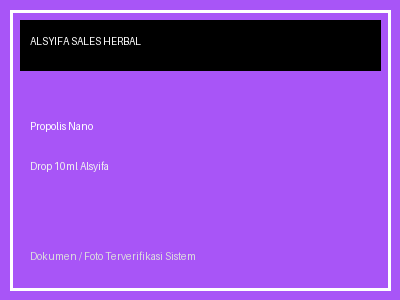 ALSYIFA SALES HERBAL
Propolis Nano
Drop 10ml Alsyifa
Dokumen / Foto Terverifikasi Sistem